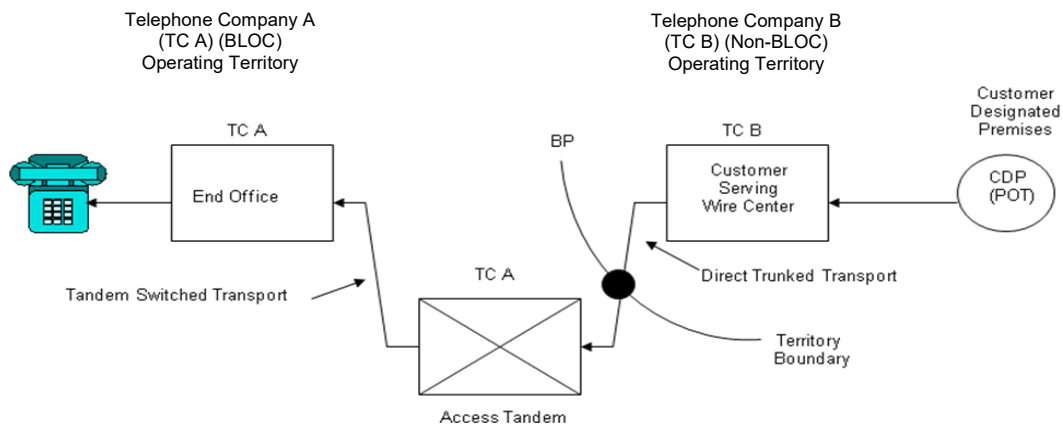 Telephone Company A
(TC A) (BLOC)
Operating Territory
Telephone Company B
(TC B) (Non-BLOC)
Operating Territory
Customer
Designated
Premises
TC A
BP
TC B
End Office
Customer
Serving
Wire Center
CDP
(POT)
Tandem Switched Transport
TC A
Direct Trunked Transport
Territory
Boundary
Access Tandem